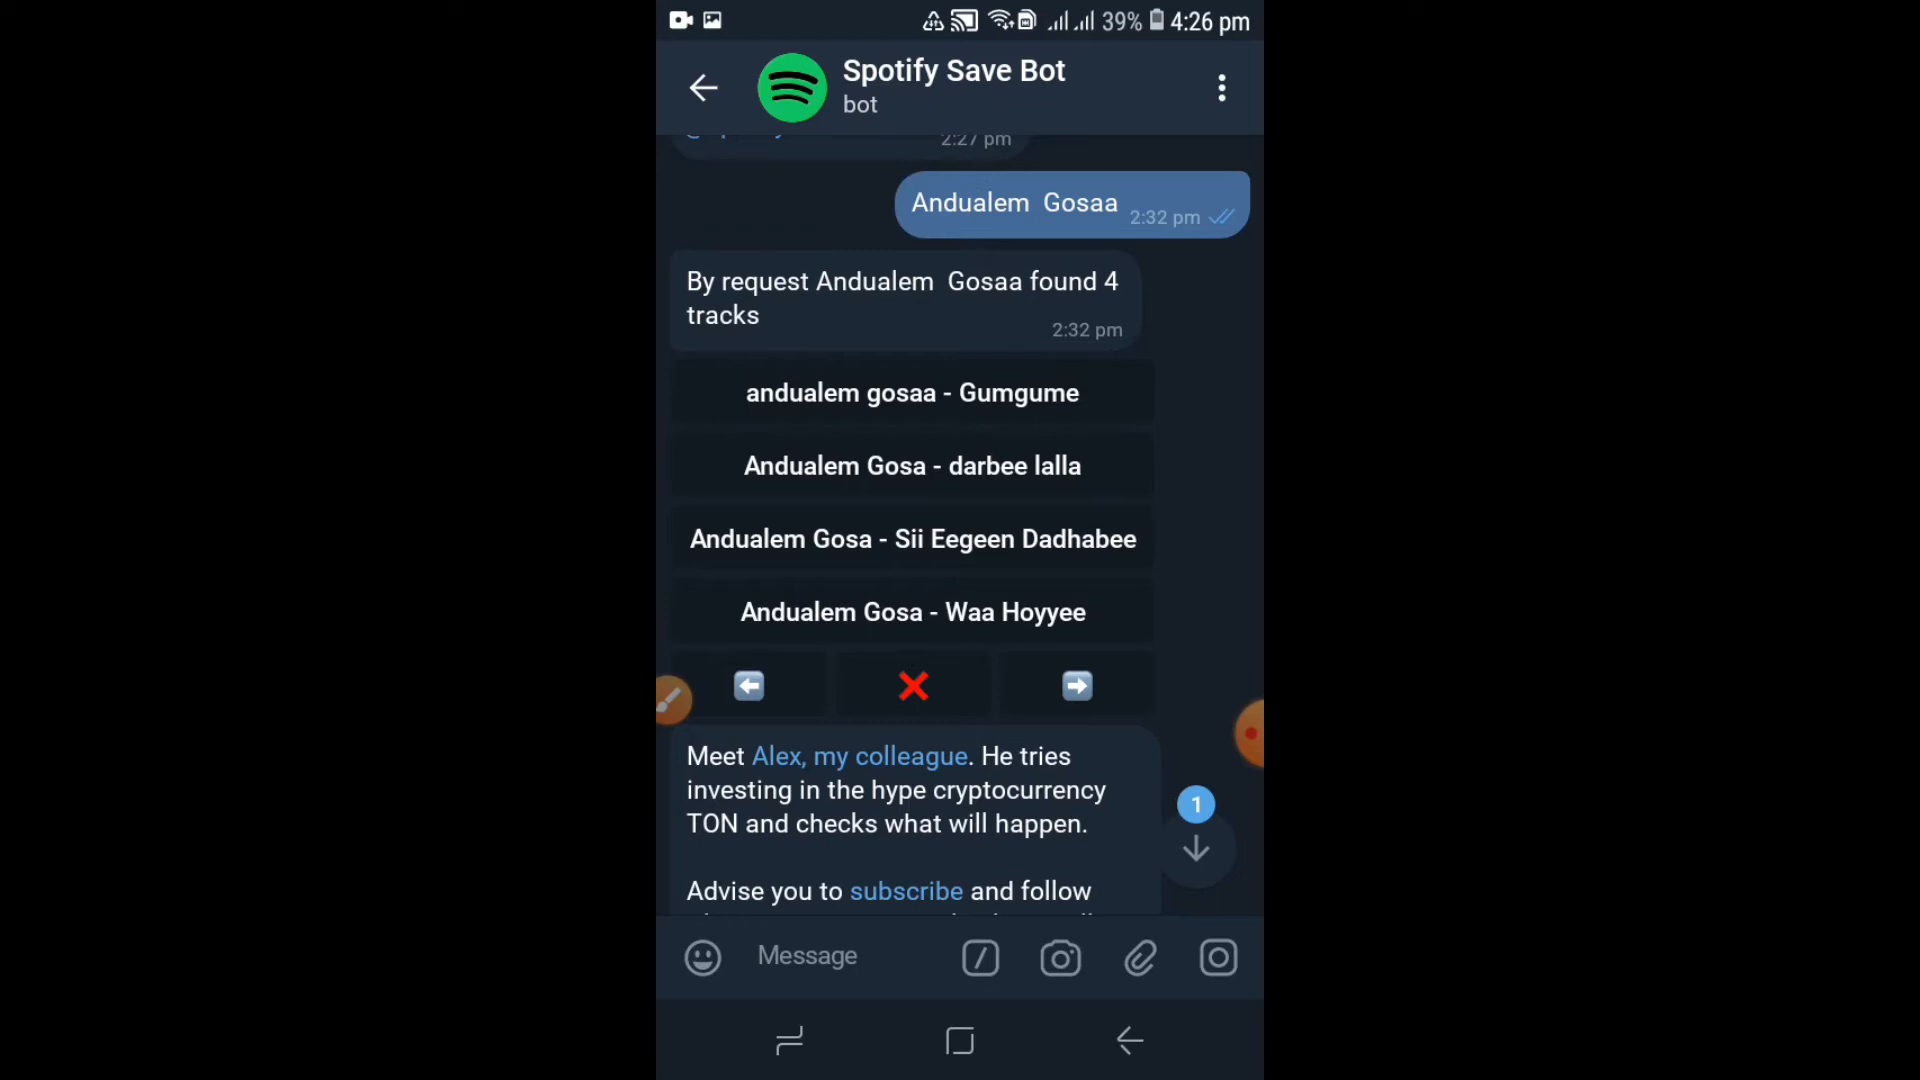 39% 4:26 pm
Spotify Save Bot
bot
2:27 pm
Andualem  Gosaa 2:32 pm
By request Andualem  Gosaa found 4
tracks
2:32 pm
andualem gosaa - Gumgume
Andualem Gosa - darbee lalla
Andualem Gosa - Sii Eegeen Dadhabee
Andualem Gosa - Waa Hoyyee
Meet Alex, my colleague. He tries
investing in the hype cryptocurrency
TON and checks what will happen.
1
Advise you to subscribe and follow
Message